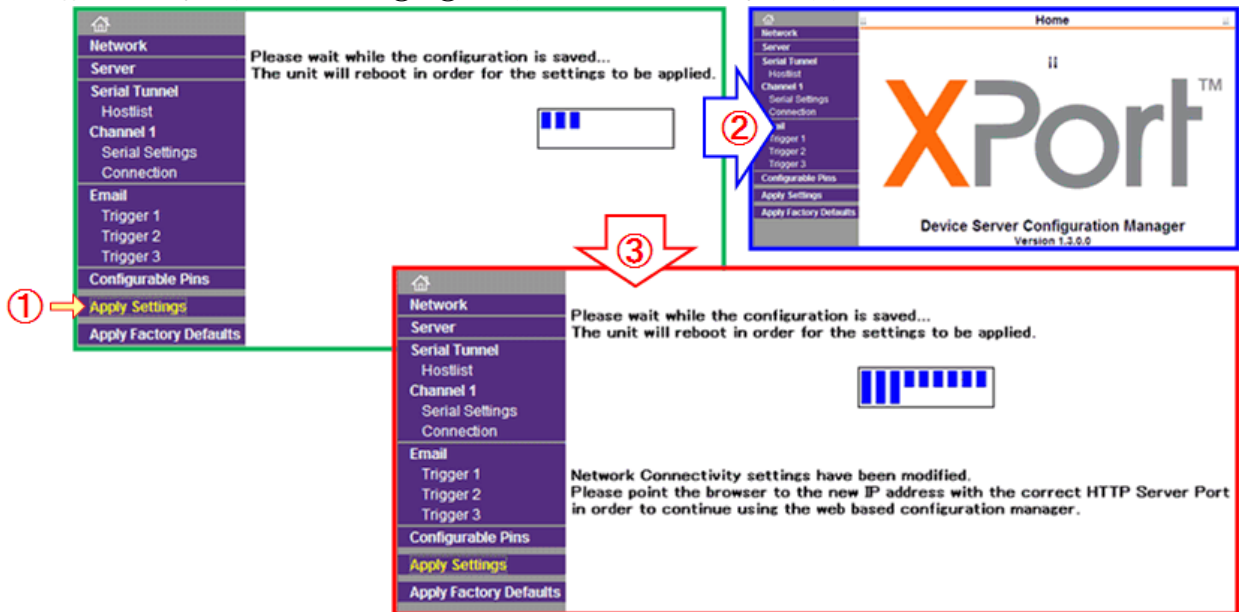 Network
Server
Serial Tunnel
Hostlist
Channel 1
Serial Settings
Connection
Email
Trigger 1
Trigger 2
Trigger 3
Configurable Pins
① Apply Settings
Apply Factory Defaults
Please wait while the configuration is saved...
The unit will reboot in order for the settings to be applied.
②
Home
Network
Server
Serial Tunnel
Hostlist
Channel 1
Serial Settings
Connection
Trigger 1
Trigger 2
Trigger 3
Configurable Pins
Apply Settings
Apply Factory Defaults
XPort™
Device Server Configuration Manager
Version 1.3.0.0
③
Network
Server
Serial Tunnel
Hostlist
Channel 1
Serial Settings
Connection
Email
Trigger 1
Trigger 2
Trigger 3
Configurable Pins
Apply Settings
Apply Factory Defaults
Please wait while the configuration is saved...
The unit will reboot in order for the settings to be applied.
Network Connectivity settings have been modified.
Please point the browser to the new IP address with the correct HTTP Server Port
in order to continue using the web based configuration manager.